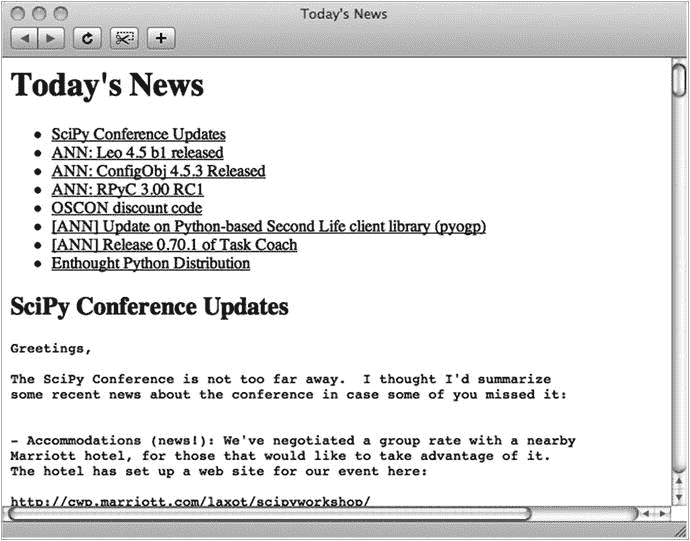 Today's News
Today's News
SciPy Conference Updates
ANN: Leo 4.5 b1 released
ANN: ConfigObj 4.5.3 Released
ANN: RPyC 3.00 RC1
OSCON discount code
[ANN] Update on Python-based Second Life client library (pyogp)
[ANN] Release 0.70.1 of Task Coach
Enthought Python Distribution
SciPy Conference Updates
Greetings,
The SciPy Conference is not too far away.  I thought I'd summarize
some recent news about the conference in case some of you missed it:
- Accommodations (news!): We've negotiated a group rate with a nearby
Marriott hotel, for those that would like to take advantage of it.
The hotel has set up a web site for our event here:
http://cwp.marriott.com/laxot/scipyworkshop/